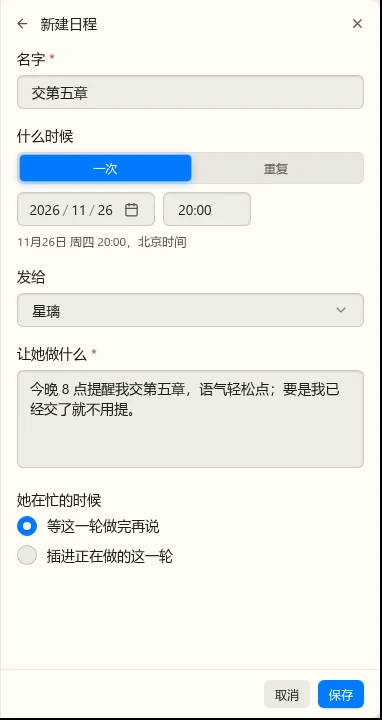 新建日程
名字 *
交第五章
什么时候
一次 重复
2026 / 11 / 26 20:00
11月26日 周四 20:00，北京时间
发给
星璃
让她做什么 *
今晚 8 点提醒我交第五章，语气轻松点；要是我已
经交了就不用提。
她在忙的时候
等这一轮做完再说
插进正在做的这一轮
取消 保存